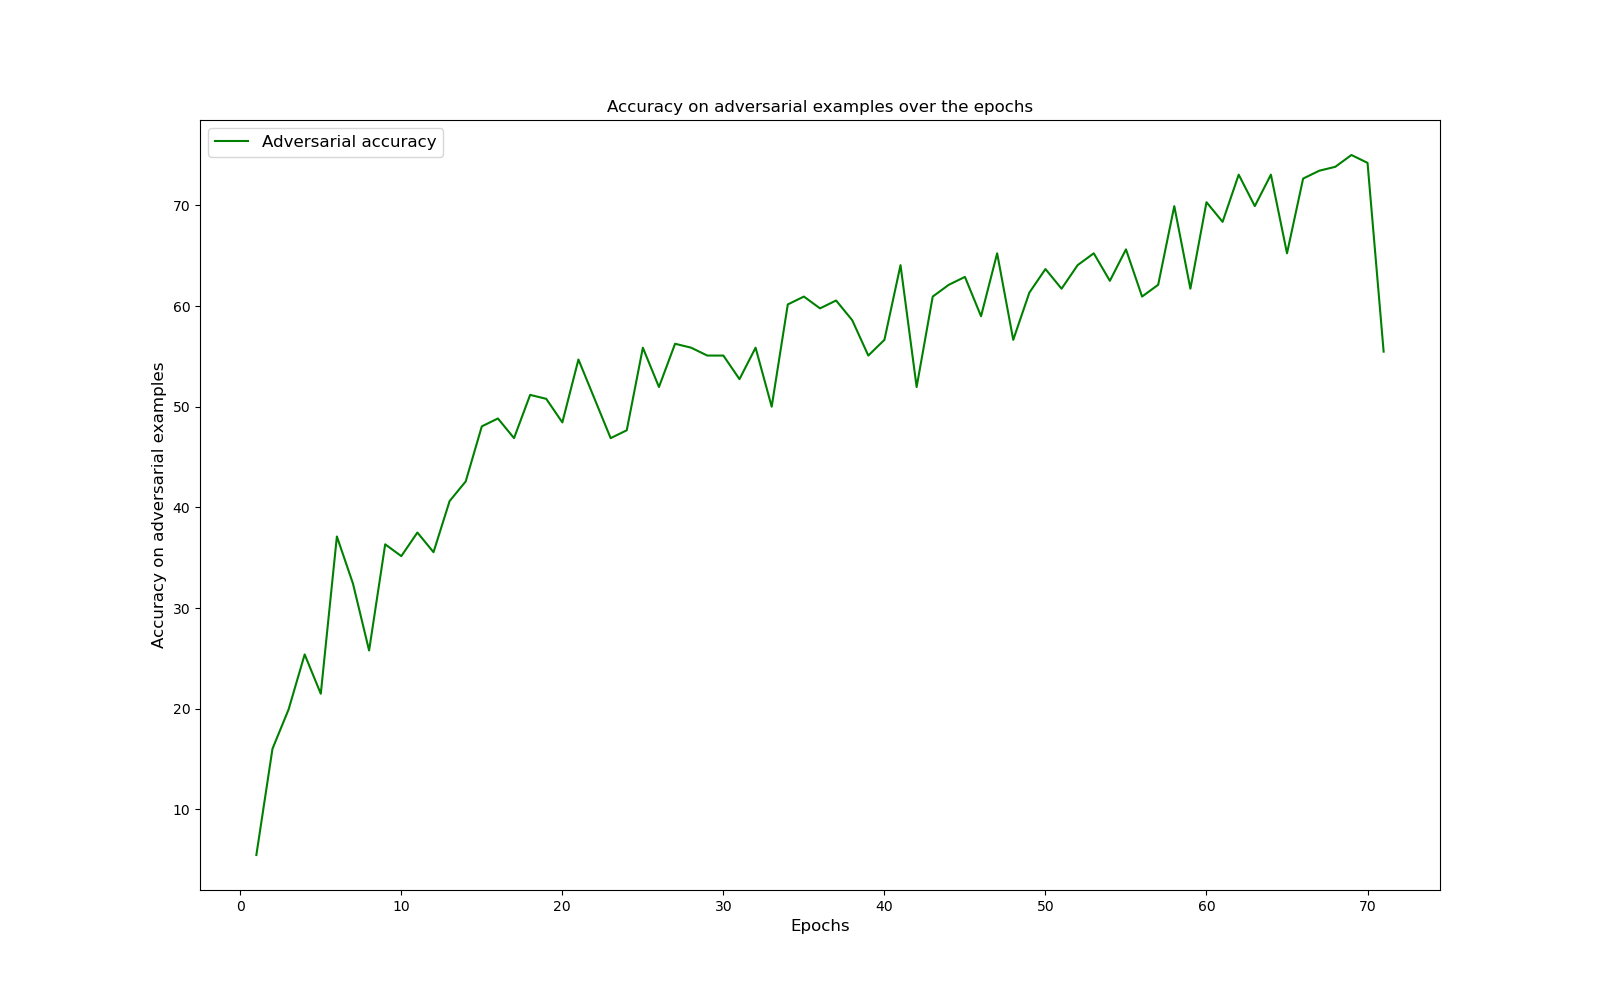 Accuracy on adversarial examples over the epochs
Adversarial accuracy
Accuracy on adversarial examples
70
60
50
40
30
20
10
0 10 20 30 40 50 60 70
Epochs